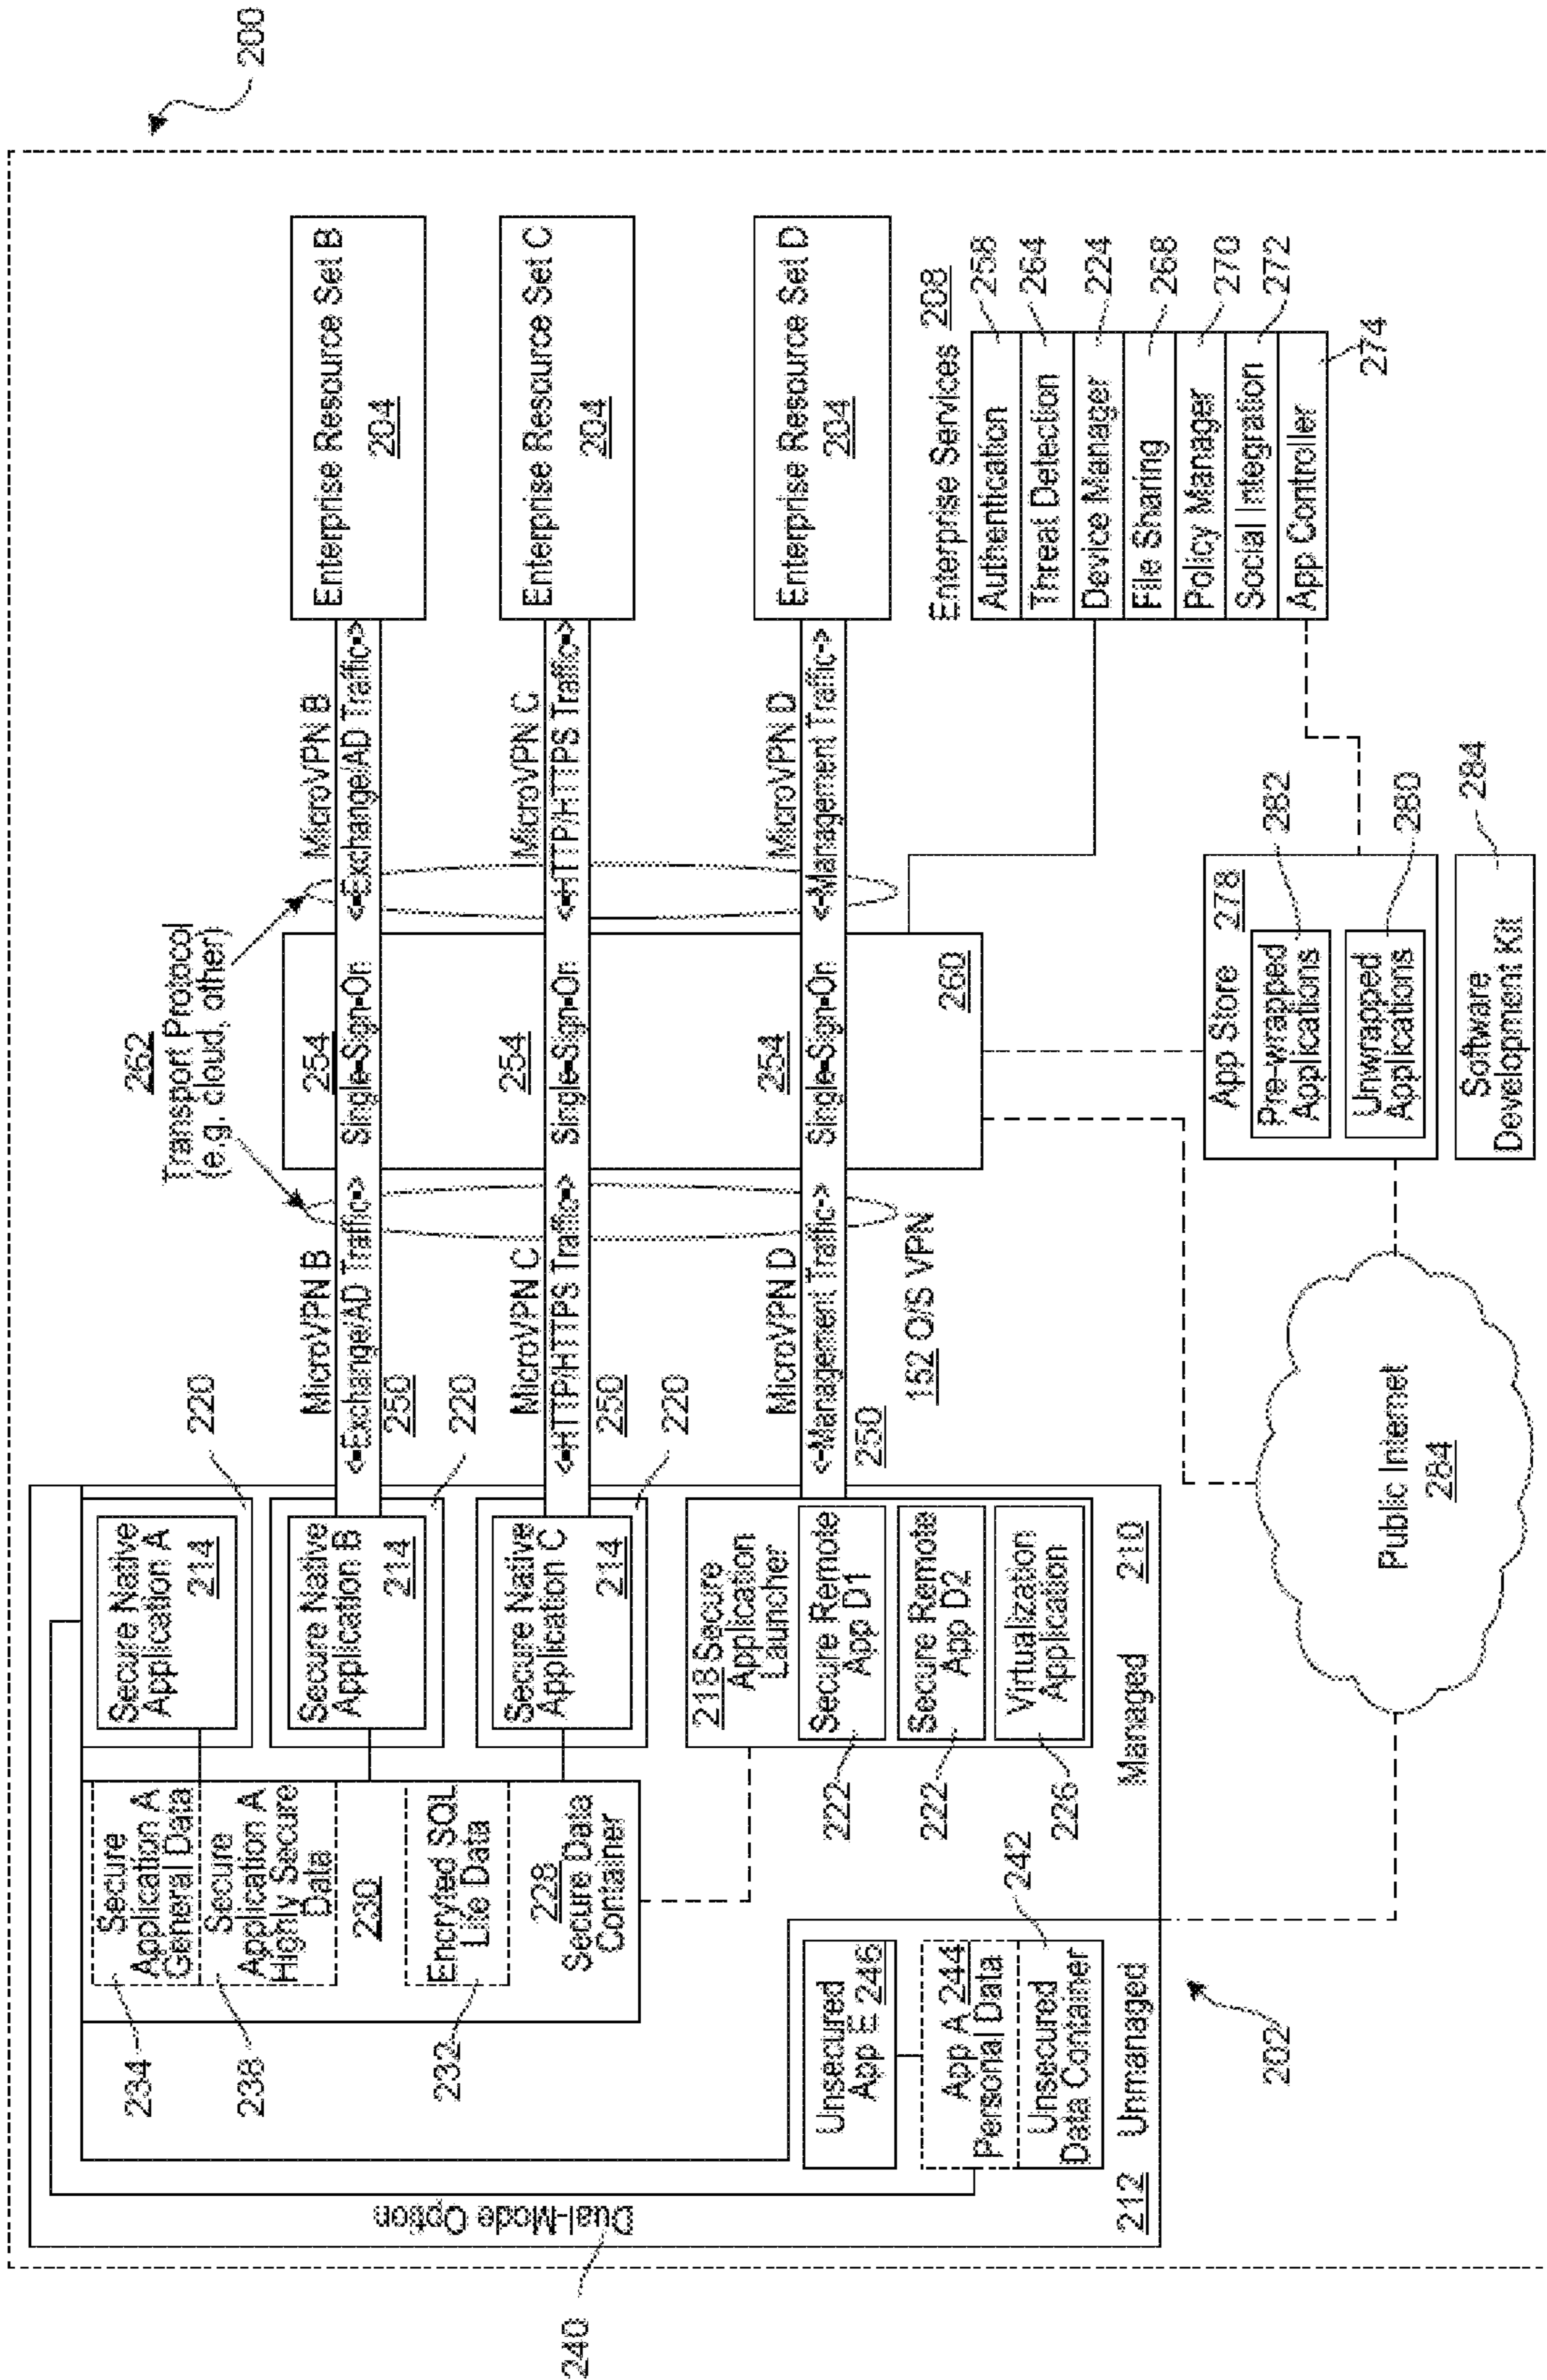 200
240
Dual-Mode Option
234
238
232
Secure
Application A
General Data
Secure
Application A
Highly Secure
Data
230
Encryted SQL
Life Data
228
Secure Data
Container
Secure Native
Application A
214
220
Secure Native
Application B
214
220
Secure Native
Application C
214
220
218 Secure
Application
Launcher
Secure Remote
App D1
Secure Remote
App D2
Virtualization
Application
222
222
226
Managed
210
Unsecured
App E 246
App A 244
Personal Data
Unsecured
Data Container
242
212
Unmanaged
202
262
Transport Protocol
(e.g. cloud, other)
MicroVPN B
<-Exchange/AD Traffic->
250
254
Single-Sign-On
MicroVPN B
<-Exchange/AD Traffic->
Enterprise Resource Set B
204
MicroVPN C
<-HTTP/HTTPS Traffic->
250
254
Single-Sign-On
MicroVPN C
<-HTTP/HTTPS Traffic->
Enterprise Resource Set C
204
MicroVPN D
<-Management Traffic->
250
254
Single-Sign-On
MicroVPN D
<-Management Traffic->
Enterprise Resource Set D
204
152 O/S VPN
260
Enterprise Services 208
Authentication
258
Threat Detection
264
Device Manager
224
File Sharing
268
Policy Manager
270
Social Integration
272
App Controller
274
Public Internet
284
App Store
278
Pre-wrapped
Applications
282
Unwrapped
Applications
280
Software
Development Kit
284